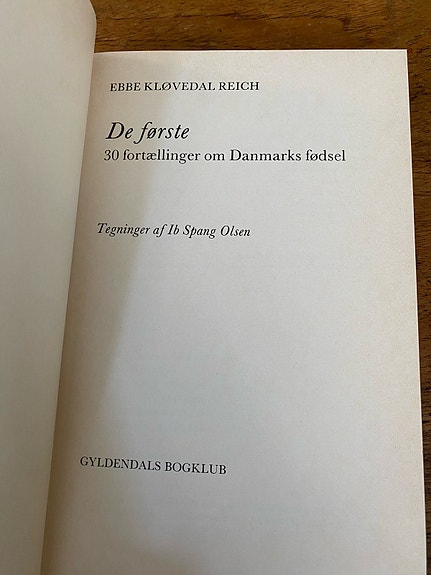 EBBE KLØVEDAL REICH
De første
30 fortællinger om Danmarks fødsel
Tegninger af Ib Spang Olsen
GYLDENDALS BOGKLUB